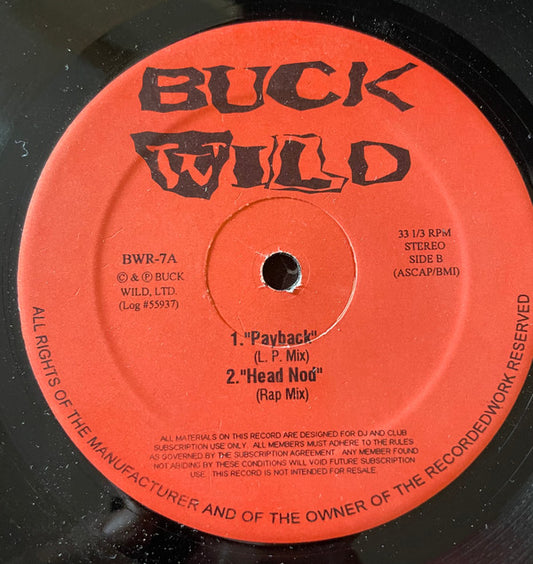 BUCK
WILD
BWR-7A
© & ℗ BUCK
WILD, LTD.
(Log #55937)
33 1/3 RPM
STEREO
SIDE B
(ASCAP/BMI)
1."Payback"
(L. P. Mix)
2."Head Nod"
(Rap Mix)
ALL MATERIALS ON THIS RECORD ARE DESIGNED FOR DJ AND CLUB
SUBSCRIPTION USE ONLY. ALL MEMBERS MUST ADHERE TO THE RULES
AS GOVERNED BY THE SUBSCRIPTION AGREEMENT. ANY MEMBER FOUND
NOT ABIDING BY THESE CONDITIONS WILL VOID FUTURE SUBSCRIPTION
USE. THIS RECORD IS NOT INTENDED FOR RESALE.
ALL RIGHTS OF THE MANUFACTURER AND OF THE OWNER OF THE RECORDEDWORK RESERVED